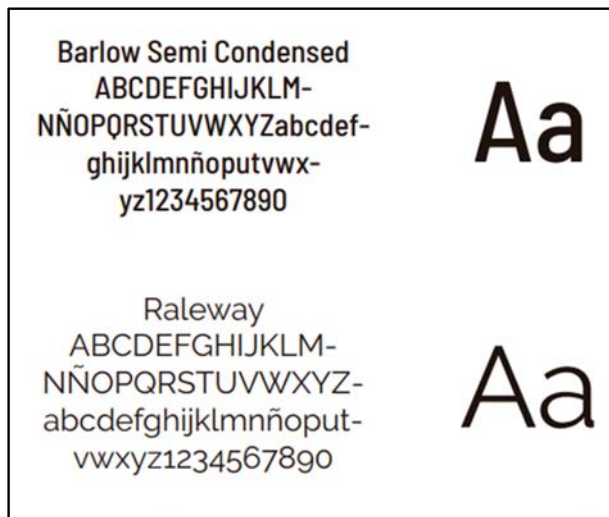 Barlow Semi Condensed
ABCDEFGHIJKLM-
NÑOPQRSTUVWXYZabcdef-
ghijklmnñoputvwx-
yz1234567890
Aa
Raleway
ABCDEFGHIJKLM-
NÑOPQRSTUVWXYZ-
abcdefghijklmnñoput-
vwxyz1234567890
Aa